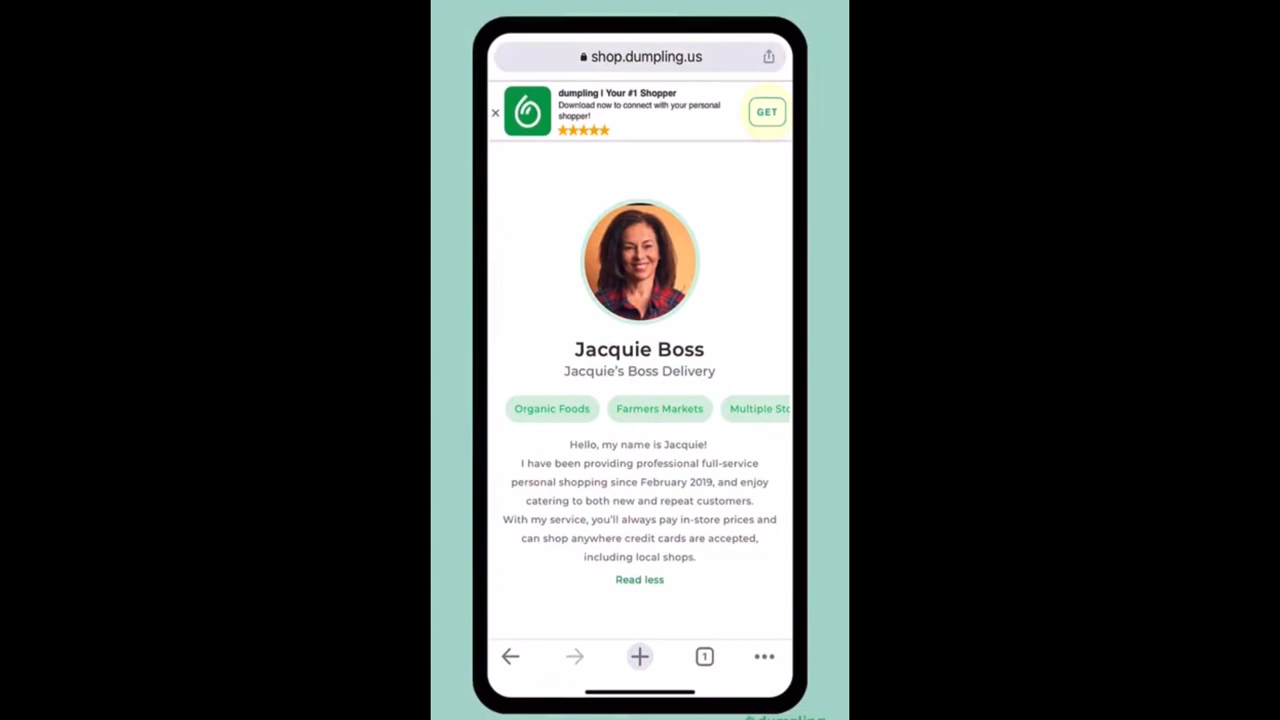 shop.dumpling.us
dumpling | Your #1 Shopper
Download now to connect with your personal
shopper!
GET
Jacquie Boss
Jacquie's Boss Delivery
Organic Foods
Farmers Markets
Multiple
Hello, my name is Jacquie!
I have been providing professional full-service
personal shopping since February 2019, and enjoy
catering to both new and repeat customers.
With my service, you'll always pay in-store prices and
can shop anywhere credit cards are accepted,
including local shops.
Read less
1
dumpling